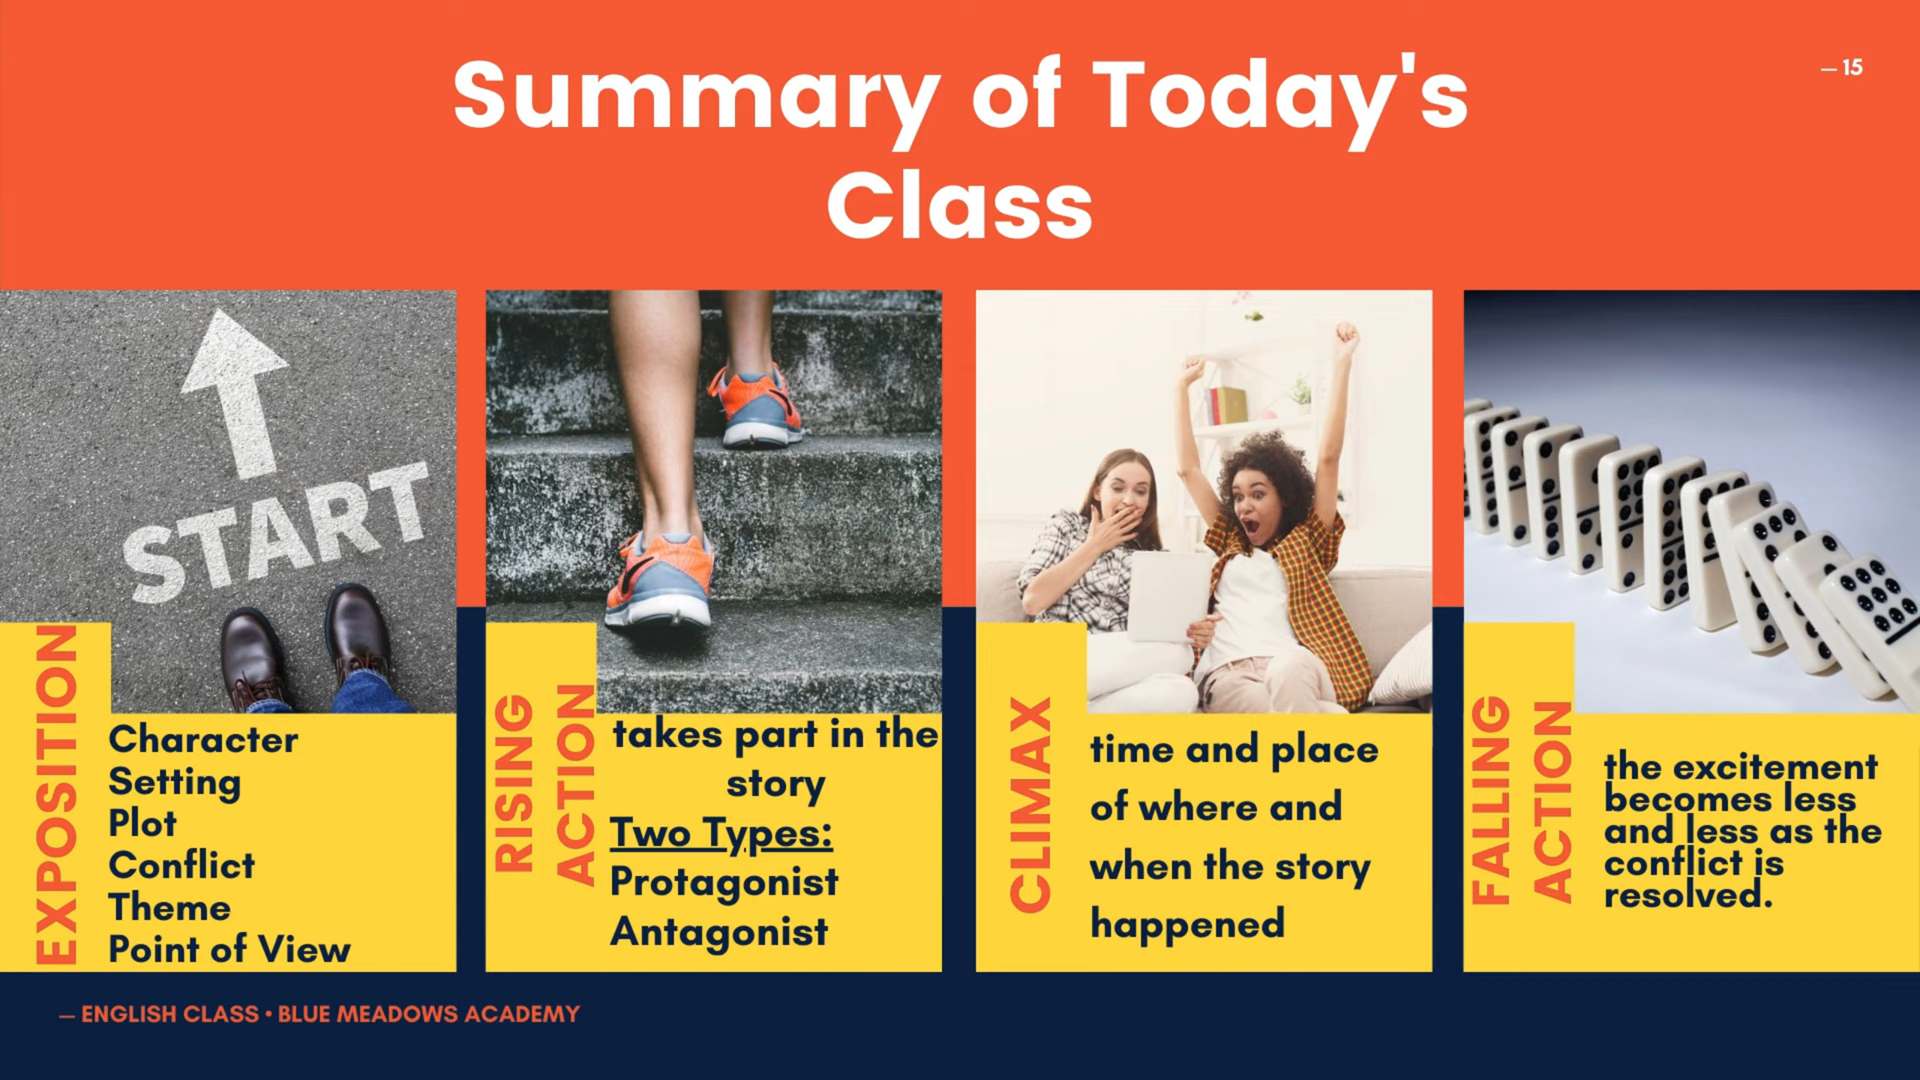 Summary of Today's
Class
— 15
START
EXPOSITION
Character
Setting
Plot
Conflict
Theme
Point of View
RISING
ACTION
takes part in the
story
Two Types:
Protagonist
Antagonist
CLIMAX
time and place
of where and
when the story
happened
FALLING
ACTION
the excitement
becomes less
and less as the
conflict is
resolved.
— ENGLISH CLASS • BLUE MEADOWS ACADEMY